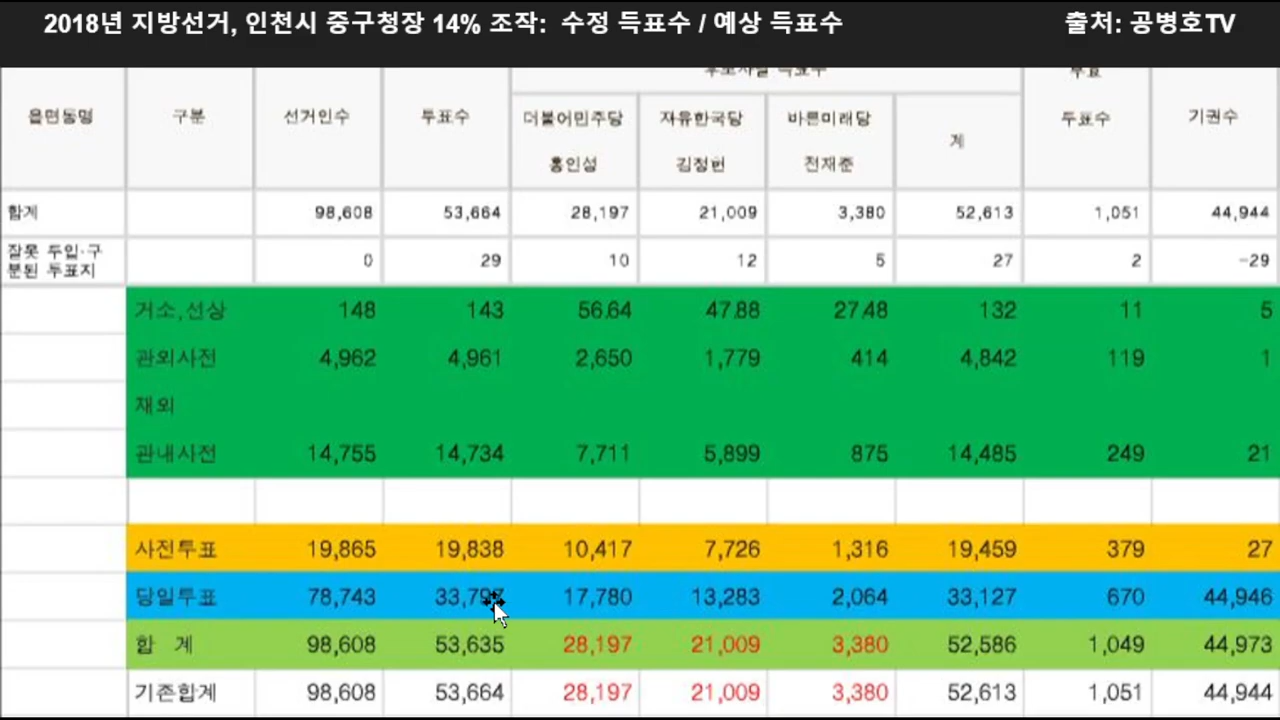 2018년 지방선거, 인천시 중구청장 14% 조작: 수정 득표수 / 예상 득표수 출처: 공병호TV
후보자별 득표수 무효
읍면동명 구분 선거인수 투표수 더불어민주당 자유한국당 바른미래당 계 투표수 기권수
홍인성 김정헌 전재준
합계 98,608 53,664 28,197 21,009 3,380 52,613 1,051 44,944
잘못 투입·구
분된 투표지 0 29 10 12 5 27 2 -29
거소,선상 148 143 56.64 47.88 27.48 132 11 5
관외사전 4,962 4,961 2,650 1,779 414 4,842 119 1
재외
관내사전 14,755 14,734 7,711 5,899 875 14,485 249 21
사전투표 19,865 19,838 10,417 7,726 1,316 19,459 379 27
당일투표 78,743 17,780 13,283 2,064 33,127 670 44,946
합 계 98,608 53,635 28,197 21,009 3,380 52,586 1,049 44,973
기존합계 98,608 53,664 28,197 21,009 3,380 52,613 1,051 44,944